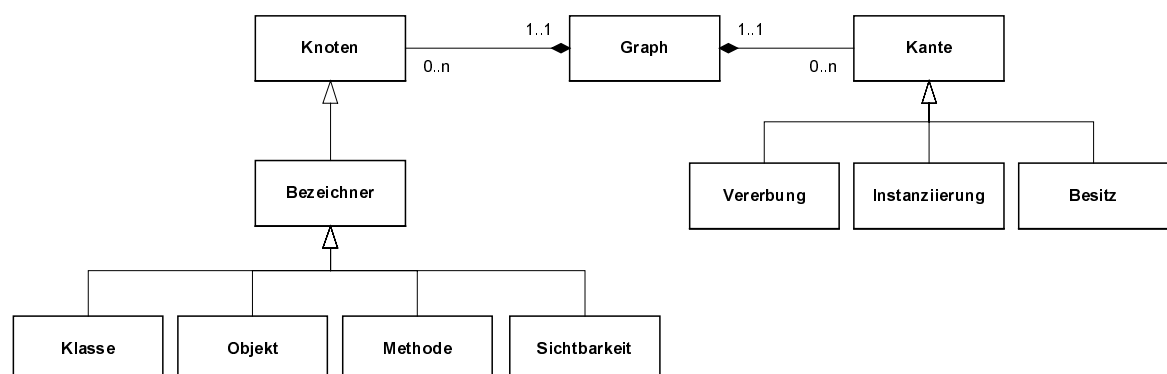 1..1
1..1
Knoten
Graph
Kante
0..n
0..n
Bezeichner
Vererbung
Instanziierung
Besitz
Klasse
Objekt
Methode
Sichtbarkeit